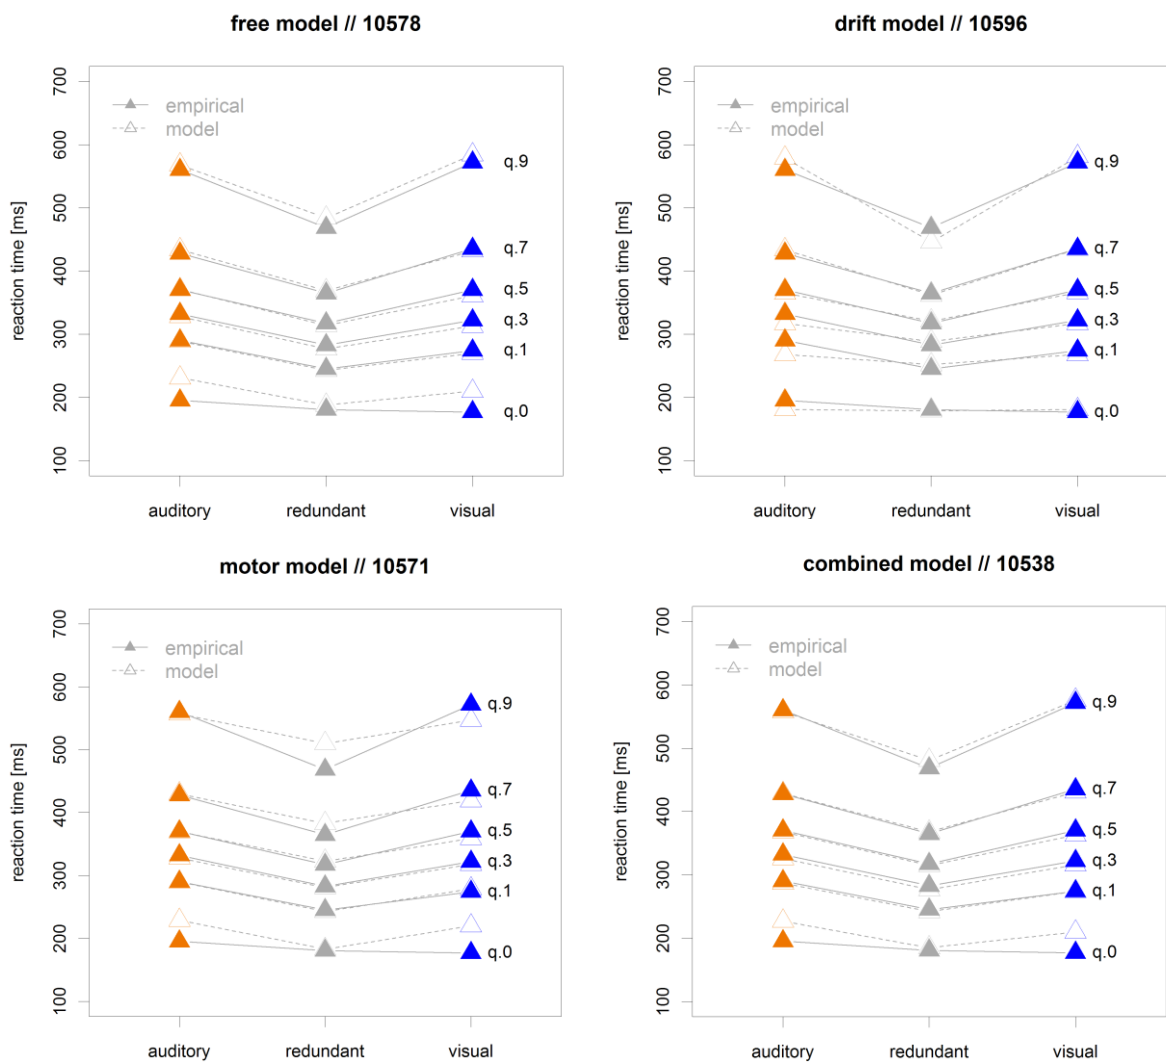 free model // 10578
reaction time [ms]
700
600
500
400
300
200
100
empirical
model
q.9
q.7
q.5
q.3
q.1
q.0
auditory redundant visual
drift model // 10596
reaction time [ms]
700
600
500
400
300
200
100
empirical
model
q.9
q.7
q.5
q.3
q.1
q.0
auditory redundant visual
motor model // 10571
reaction time [ms]
700
600
500
400
300
200
100
empirical
model
q.9
q.7
q.5
q.3
q.1
q.0
auditory redundant visual
combined model // 10538
reaction time [ms]
700
600
500
400
300
200
100
empirical
model
q.9
q.7
q.5
q.3
q.1
q.0
auditory redundant visual